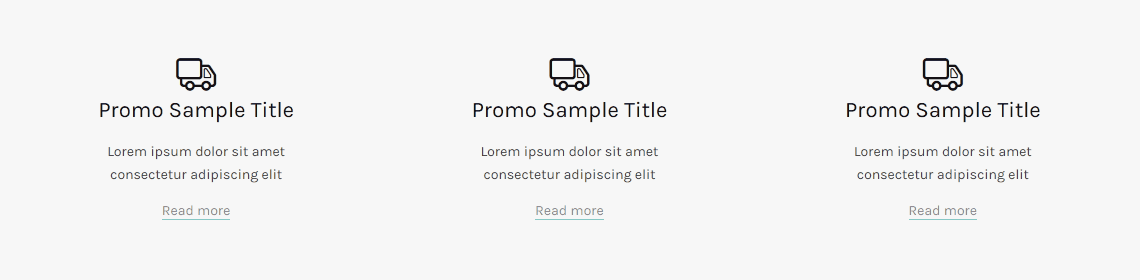 Promo Sample Title
Lorem ipsum dolor sit amet
consectetur adipiscing elit
Read more
Promo Sample Title
Lorem ipsum dolor sit amet
consectetur adipiscing elit
Read more
Promo Sample Title
Lorem ipsum dolor sit amet
consectetur adipiscing elit
Read more